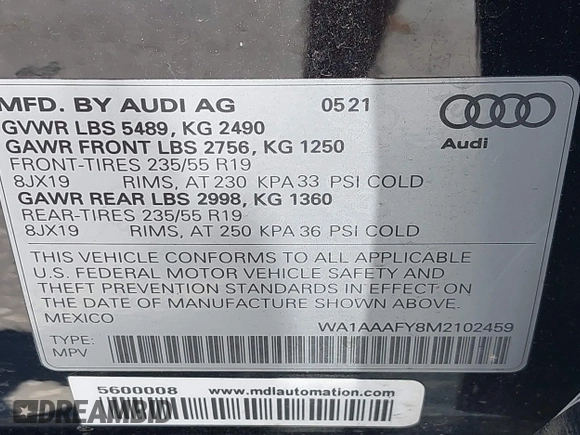 MFD. BY AUDI AG 05 21
GVWR LBS 5489, KG 2490
GAWR FRONT LBS 2756, KG 1250
FRONT-TIRES 235/55 R19
8JX19 RIMS, AT 230 KPA 33 PSI COLD
GAWR REAR LBS 2998, KG 1360
REAR-TIRES 235/55 R19
8JX19 RIMS, AT 250 KPA 36 PSI COLD
Audi
THIS VEHICLE CONFORMS TO ALL APPLICABLE
U.S. FEDERAL MOTOR VEHICLE SAFETY AND
THEFT PREVENTION STANDARDS IN EFFECT ON
THE DATE OF MANUFACTURE SHOWN ABOVE.
MEXICO WA1AAAFY8M2102459
TYPE:
MPV
5600008 www.mdlautomation.com
DREAMBID